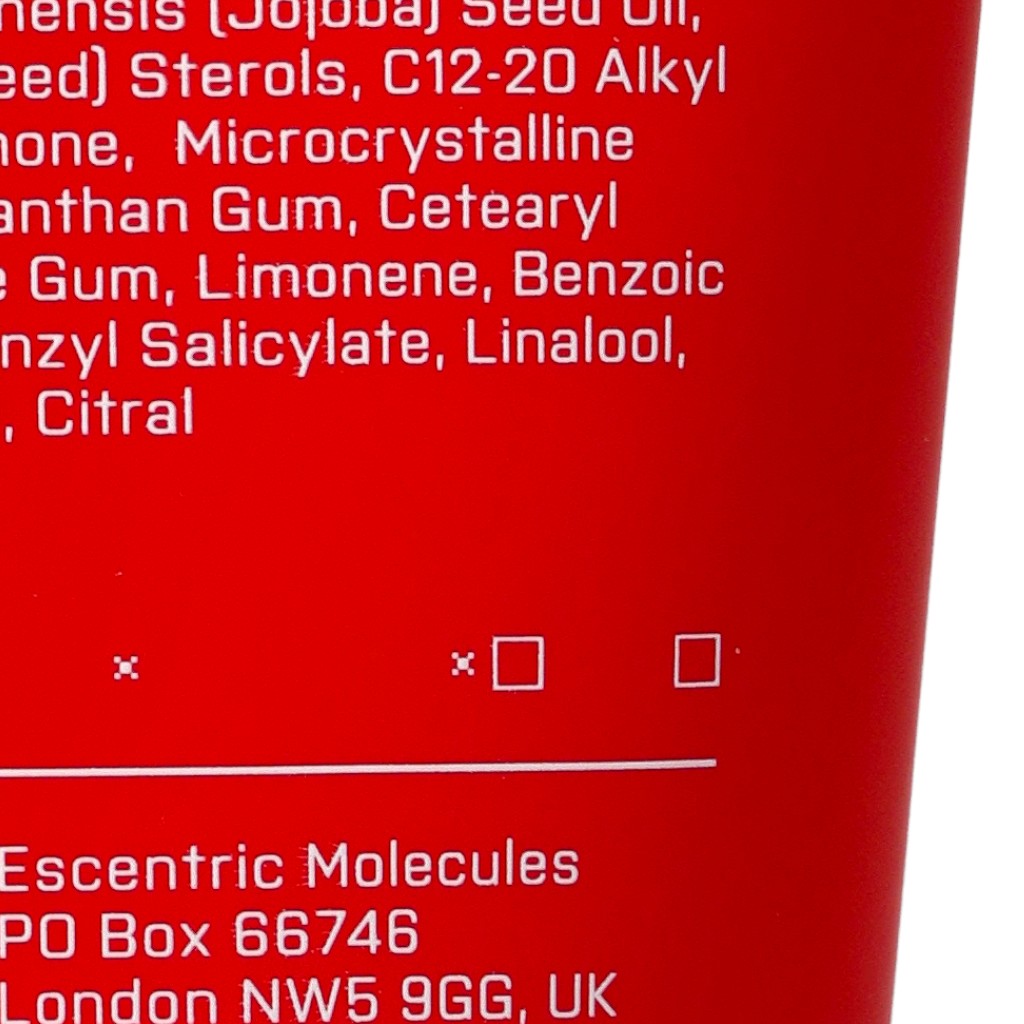 nensis (Jojoba) Seed Oil,
eed) Sterols, C12-20 Alkyl
none, Microcrystalline
anthan Gum, Cetearyl
e Gum, Limonene, Benzoic
nzyl Salicylate, Linalool,
, Citral
Escentric Molecules
PO Box 66746
London NW5 9GG, UK